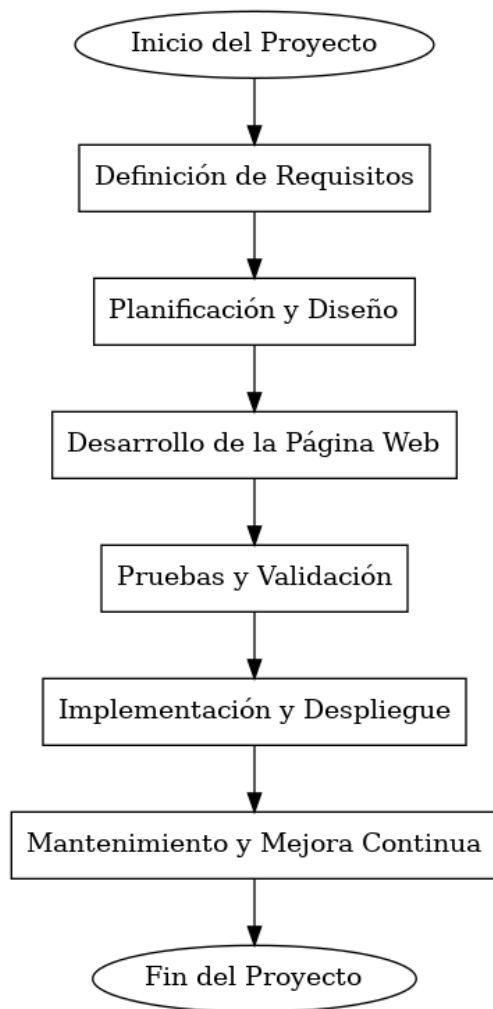 Inicio del Proyecto
Definición de Requisitos
Planificación y Diseño
Desarrollo de la Página Web
Pruebas y Validación
Implementación y Despliegue
Mantenimiento y Mejora Continua
Fin del Proyecto